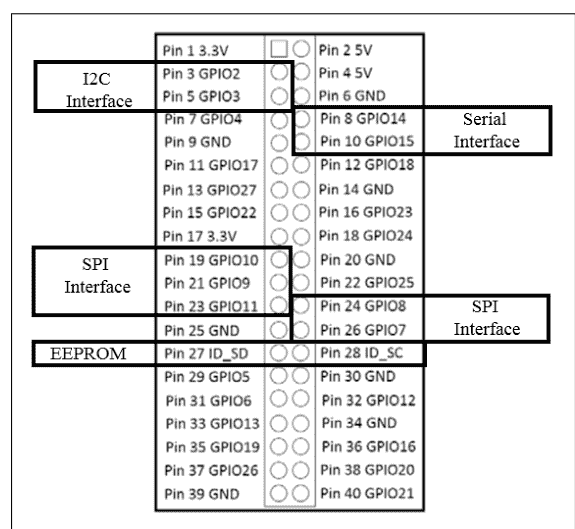 Pin 1 3.3V Pin 2 5V
I2C Interface
Pin 3 GPIO2 Pin 4 5V
Pin 5 GPIO3 Pin 6 GND
Pin 7 GPIO4 Pin 8 GPIO14
Serial Interface
Pin 9 GND Pin 10 GPIO15
Pin 11 GPIO17 Pin 12 GPIO18
Pin 13 GPIO27 Pin 14 GND
Pin 15 GPIO22 Pin 16 GPIO23
Pin 17 3.3V Pin 18 GPIO24
SPI Interface
Pin 19 GPIO10 Pin 20 GND
Pin 21 GPIO9 Pin 22 GPIO25
Pin 23 GPIO11 Pin 24 GPIO8
SPI Interface
Pin 25 GND Pin 26 GPIO7
EEPROM Pin 27 ID_SD Pin 28 ID_SC
Pin 29 GPIO5 Pin 30 GND
Pin 31 GPIO6 Pin 32 GPIO12
Pin 33 GPIO13 Pin 34 GND
Pin 35 GPIO19 Pin 36 GPIO16
Pin 37 GPIO26 Pin 38 GPIO20
Pin 39 GND Pin 40 GPIO21